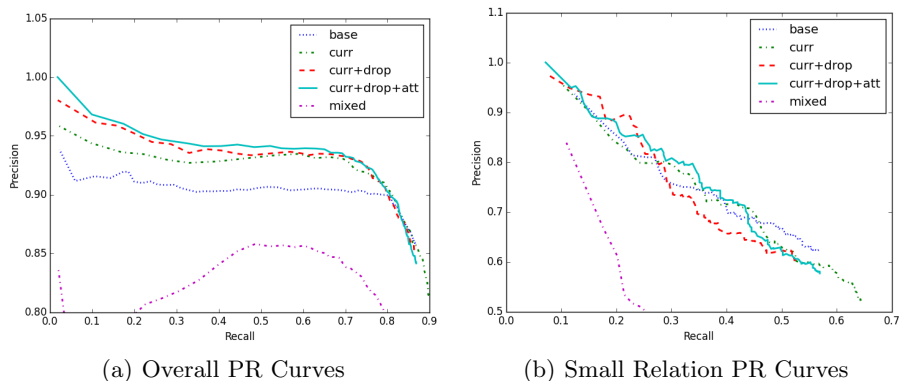 1.05
1.00
0.95
0.90
0.85
0.80
Precision
0.0 0.1 0.2 0.3 0.4 0.5 0.6 0.7 0.8 0.9
Recall
base
curr
curr+drop
curr+drop+att
mixed
(a) Overall PR Curves
1.1
1.0
0.9
0.8
0.7
0.6
0.5
Precision
0.0 0.1 0.2 0.3 0.4 0.5 0.6 0.7
Recall
base
curr
curr+drop
curr+drop+att
mixed
(b) Small Relation PR Curves